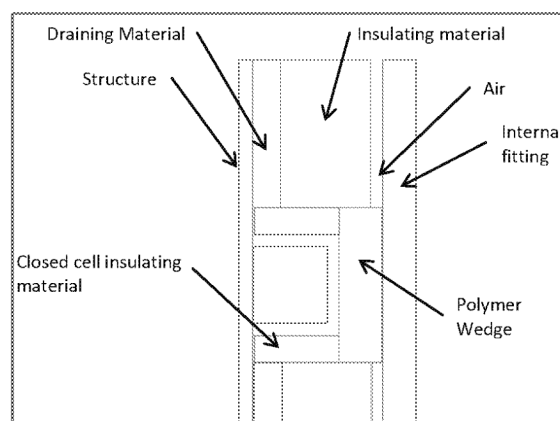 Draining Material
Insulating material
Structure
Air
Interna
fitting
Closed cell insulating
material
Polymer
Wedge